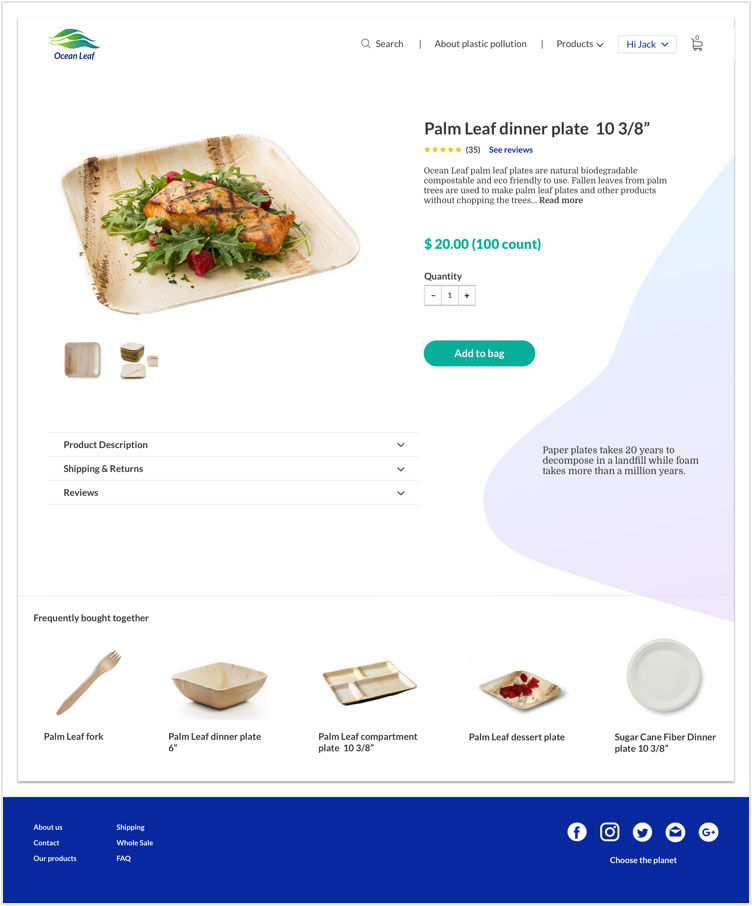 Ocean Leaf
Search | About plastic pollution | Products Hi Jack 0
Palm Leaf dinner plate 10 3/8”
(35) See reviews
Ocean Leaf palm leaf plates are natural biodegradable
compostable and eco friendly to use. Fallen leaves from palm
trees are used to make palm leaf plates and other products
without chopping the trees... Read more
$ 20.00 (100 count)
Quantity
− 1 +
Add to bag
Product Description
Shipping & Returns
Reviews
Paper plates takes 20 years to
decompose in a landfill while foam
takes more than a million years.
Frequently bought together
Palm Leaf fork
Palm Leaf dinner plate
6”
Palm Leaf compartment
plate 10 3/8”
Palm Leaf dessert plate
Sugar Cane Fiber Dinner
plate 10 3/8”
About us
Contact
Our products
Shipping
Whole Sale
FAQ
G+
Choose the planet